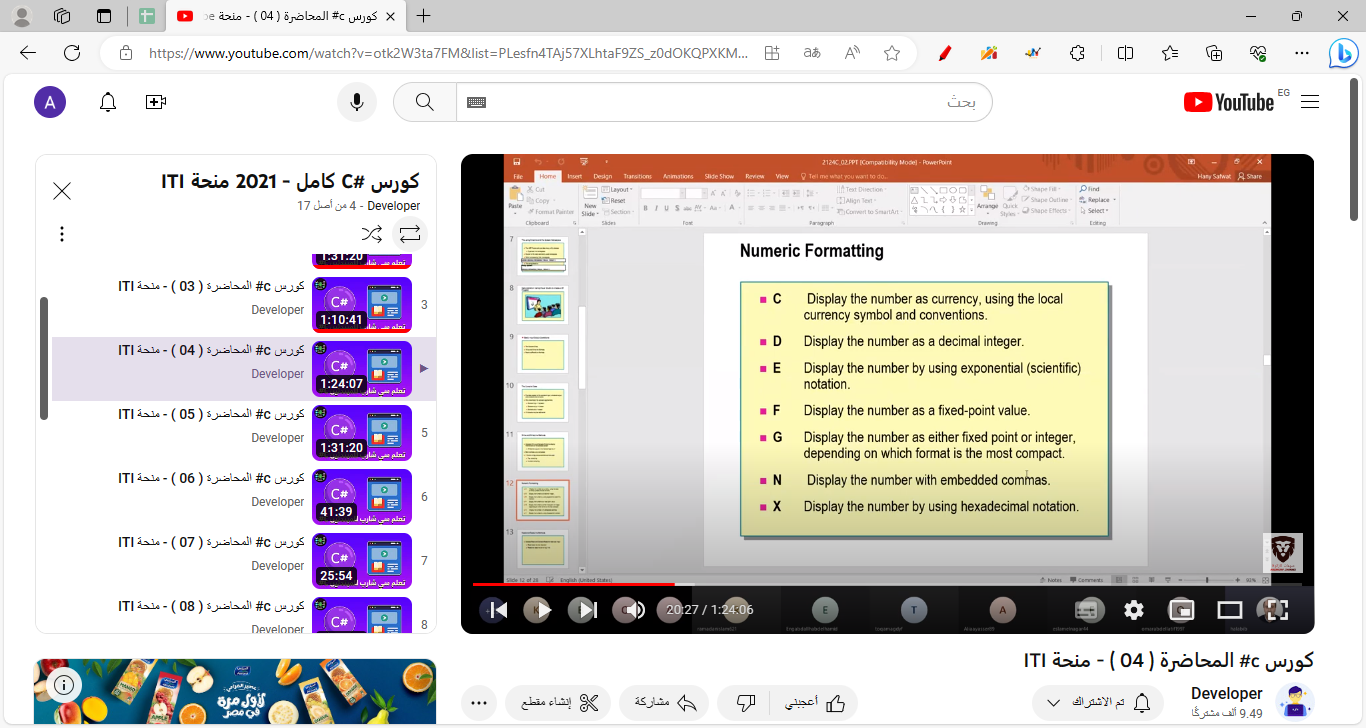 كورس c# المحاضرة ( 04 ) - منحة
https://www.youtube.com/watch?v=otk2W3ta7FM&list=PLesfn4TAj57XLhtaF9ZS_z0dOKQPXKM...
A
بحث
YouTube EG
كورس C# كامل - 2021 منحة ITI
Developer - 4 من أصل 17
1:31:20
3
كورس c# المحاضرة ( 03 ) - منحة ITI
Developer
C#
1:10:41
كورس c# المحاضرة ( 04 ) - منحة ITI
Developer
C#
1:24:07
5
كورس c# المحاضرة ( 05 ) - منحة ITI
Developer
C#
1:31:20
6
كورس c# المحاضرة ( 06 ) - منحة ITI
Developer
C#
41:39
7
كورس c# المحاضرة ( 07 ) - منحة ITI
Developer
C#
25:54
8
كورس c# المحاضرة ( 08 ) - منحة ITI
Developer
C#
لأول مرة
في مصر
2124C_02.PPT [Compatibility Mode] - PowerPoint
File Home Insert Design Transitions Animations Slide Show Review View Tell me what you want to do...
Hany Safwat Share
Paste Cut Copy Format Painter
New Slide Layout Reset Section
Text Direction Align Text Convert to SmartArt
Arrange Quick Styles Shape Fill Shape Outline Shape Effects
Find Replace Select
Clipboard Slides Font Paragraph Drawing Editing
7
8
9
10
11
12
13
Numeric Formatting
C Display the number as currency, using the local
currency symbol and conventions.
D Display the number as a decimal integer.
E Display the number by using exponential (scientific)
notation.
F Display the number as a fixed-point value.
G Display the number as either fixed point or integer,
depending on which format is the most compact.
N Display the number with embedded commas.
X Display the number by using hexadecimal notation.
Slide 12 of 28 English (United States)
Notes Comments
20:27 / 1:24:06
E
T
A
كورس c# المحاضرة ( 04 ) - منحة ITI
Developer
9.49 ألف مشترك
تم الاشتراك
أعجبني
مشاركة
إنشاء مقطع